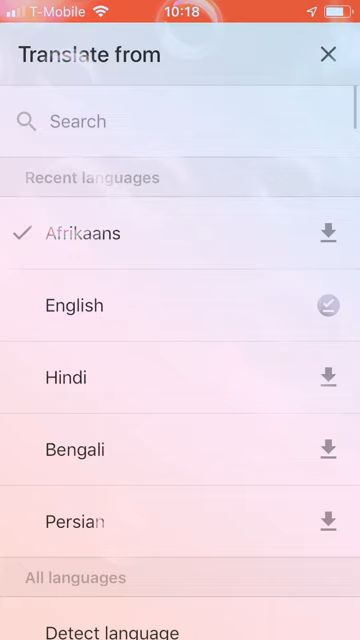 T-Mobile 10:18
Translate from
Search
Recent languages
Afrikaans
English
Hindi
Bengali
Persian
All languages
Detect language